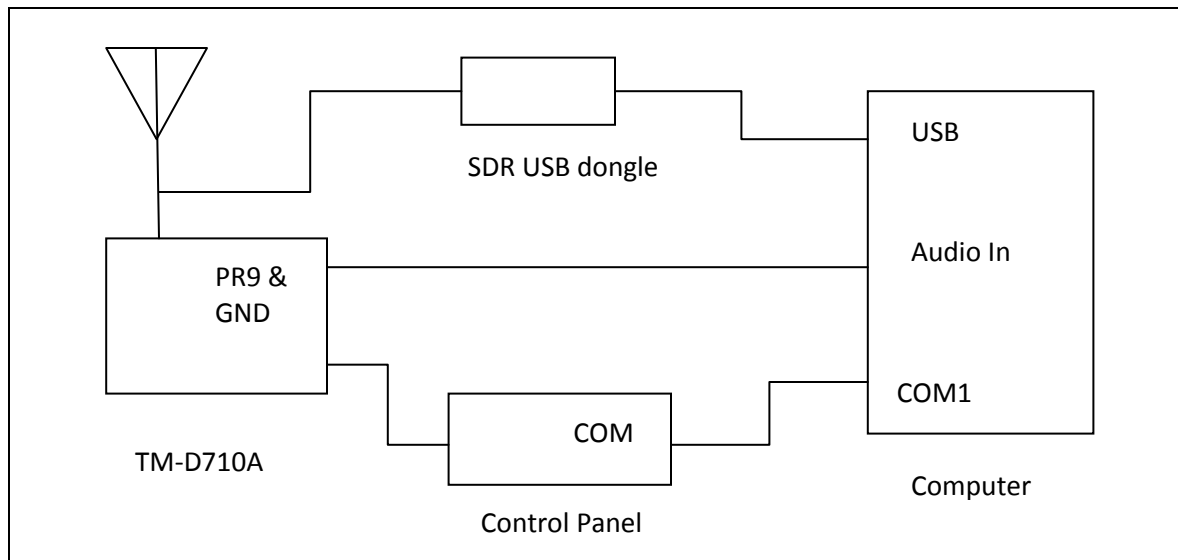 USB
SDR USB dongle
Audio In
PR9 &
GND
COM1
COM
TM-D710A
Computer
Control Panel